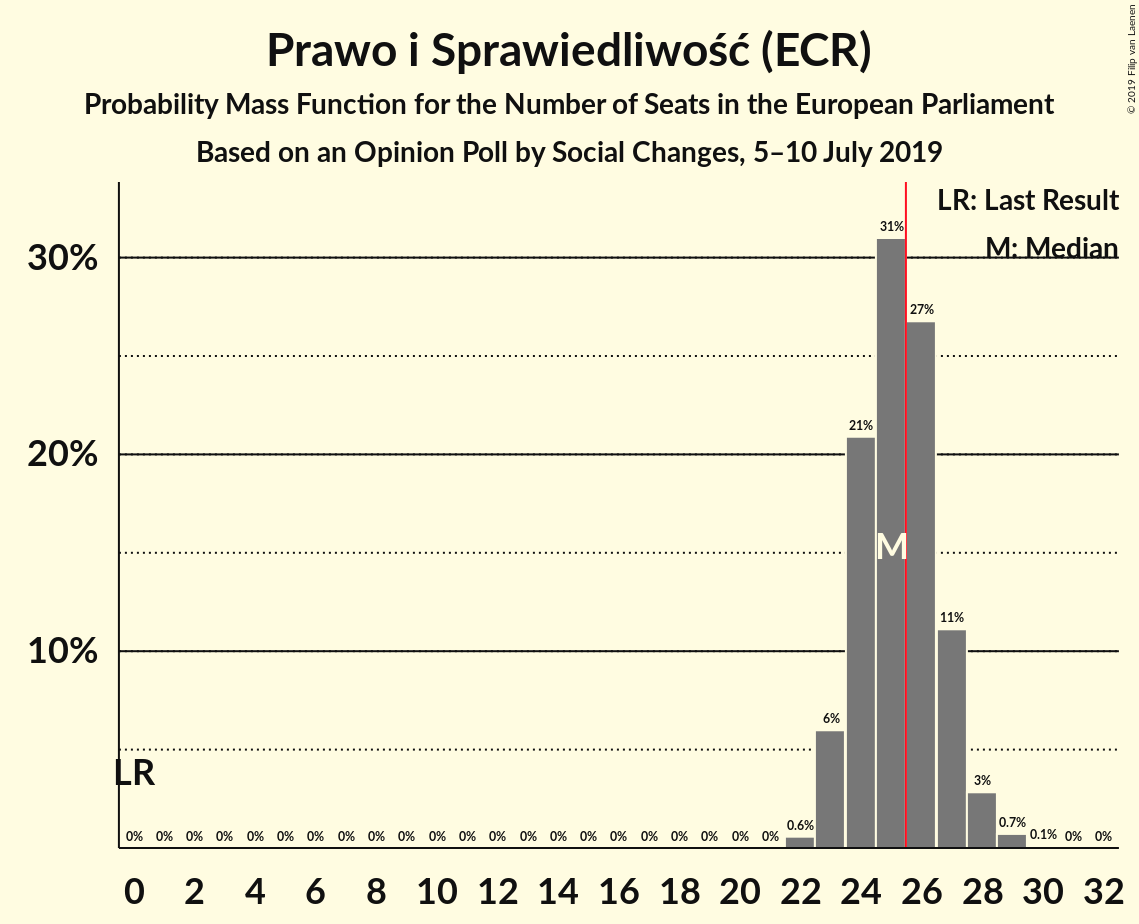 Prawo i Sprawiedliwość (ECR)
Probability Mass Function for the Number of Seats in the European Parliament
Based on an Opinion Poll by Social Changes, 5–10 July 2019
© 2019 Filip van Laenen
LR: Last Result
M: Median
30%
20%
10%
31%
27%
21%
11%
6%
3%
0.6%
0.7%
0.1%
M
LR
0% 0% 0% 0% 0% 0% 0% 0% 0% 0% 0% 0% 0% 0% 0% 0% 0% 0% 0% 0% 0% 0% 0% 0%
0 2 4 6 8 10 12 14 16 18 20 22 24 26 28 30 32